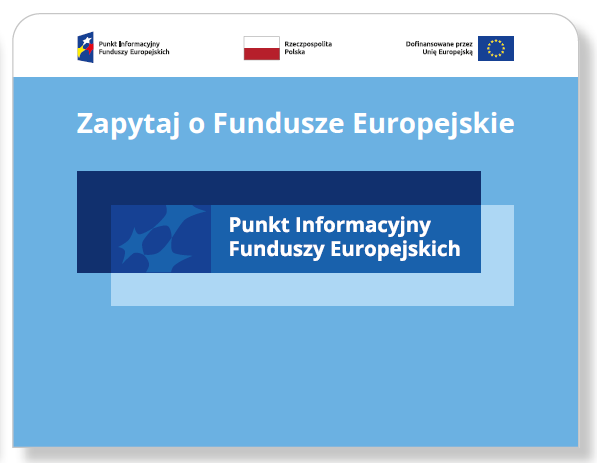 Punkt Informacyjny
Funduszy Europejskich
Rzeczpospolita
Polska
Dofinansowane przez
Unię Europejską
Zapytaj o Fundusze Europejskie
Punkt Informacyjny
Funduszy Europejskich